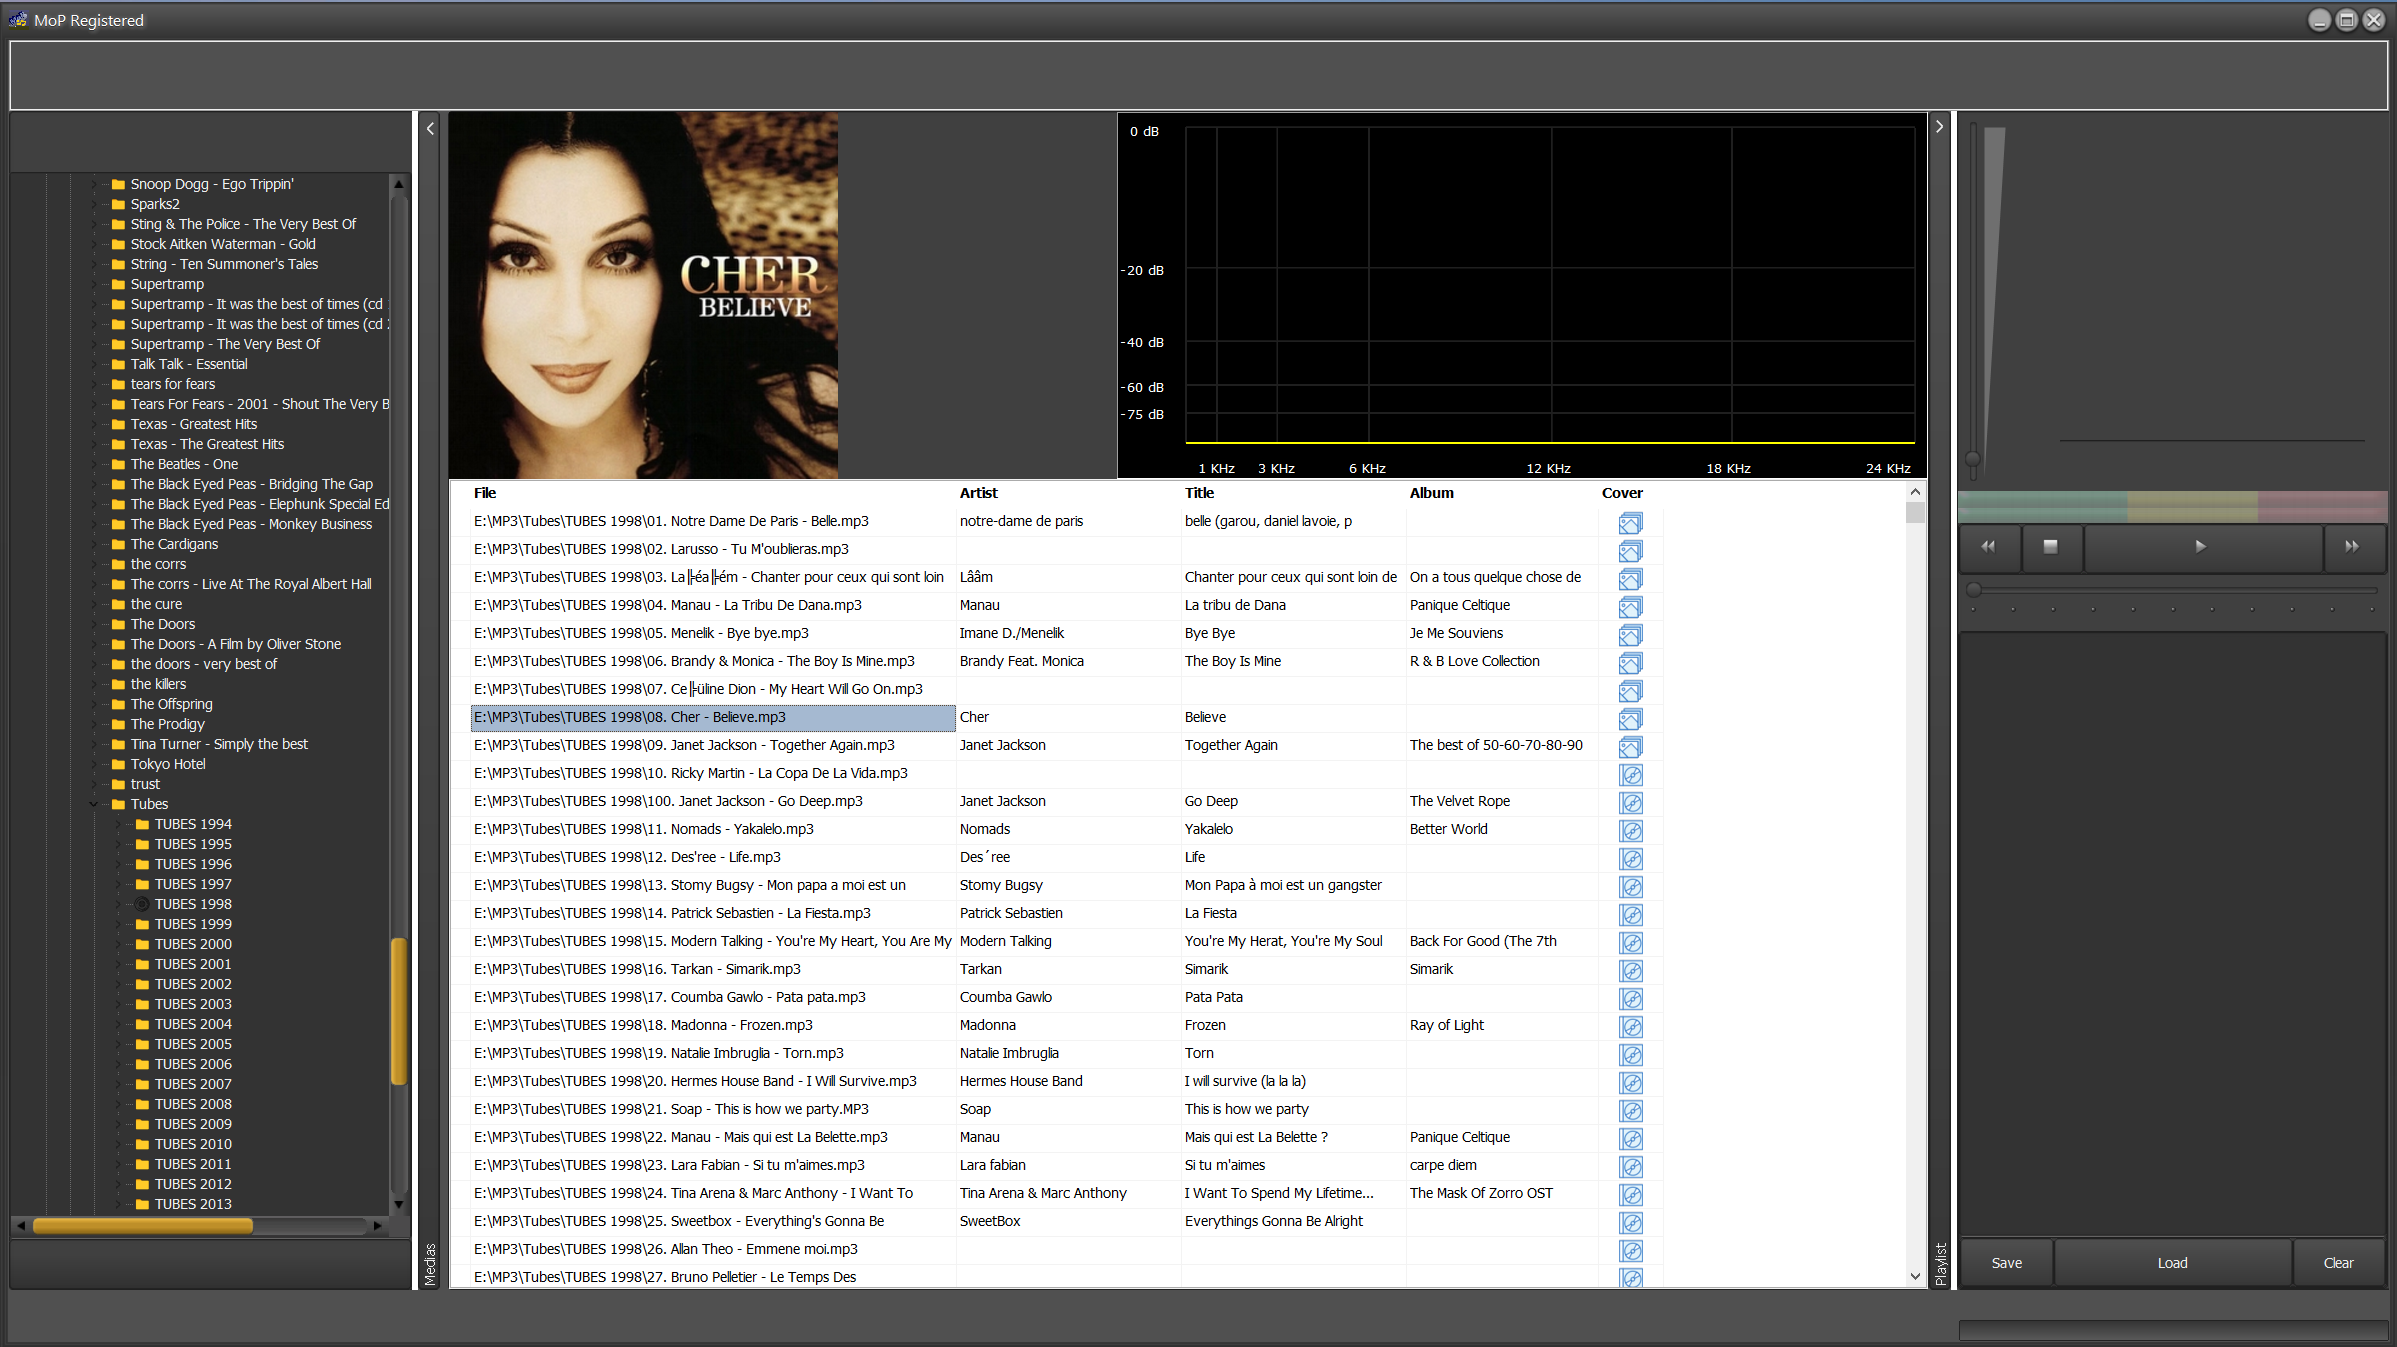 MoP Registered
Snoop Dogg - Ego Trippin'
Sparks2
Sting & The Police - The Very Best Of
Stock Aitken Waterman - Gold
String - Ten Summoner's Tales
Supertramp
Supertramp - It was the best of times (cd
Supertramp - It was the best of times (cd
Supertramp - The Very Best Of
Talk Talk - Essential
tears for fears
Tears For Fears - 2001 - Shout The Very B
Texas - Greatest Hits
Texas - The Greatest Hits
The Beatles - One
The Black Eyed Peas - Bridging The Gap
The Black Eyed Peas - Elephunk Special Ed
The Black Eyed Peas - Monkey Business
The Cardigans
the corrs
The corrs - Live At The Royal Albert Hall
the cure
The Doors
The Doors - A Film by Oliver Stone
the doors - very best of
the killers
The Offspring
The Prodigy
Tina Turner - Simply the best
Tokyo Hotel
trust
Tubes
TUBES 1994
TUBES 1995
TUBES 1996
TUBES 1997
TUBES 1998
TUBES 1999
TUBES 2000
TUBES 2001
TUBES 2002
TUBES 2003
TUBES 2004
TUBES 2005
TUBES 2006
TUBES 2007
TUBES 2008
TUBES 2009
TUBES 2010
TUBES 2011
TUBES 2012
TUBES 2013
Medias
CHER
BELIEVE
0 dB
-20 dB
-40 dB
-60 dB
-75 dB
1 KHz 3 KHz 6 KHz 12 KHz 18 KHz 24 KHz
File Artist Title Album Cover
E:\MP3\Tubes\TUBES 1998\01. Notre Dame De Paris - Belle.mp3 notre-dame de paris belle (garou, daniel lavoie, p
E:\MP3\Tubes\TUBES 1998\02. Larusso - Tu M'oublieras.mp3
E:\MP3\Tubes\TUBES 1998\03. La╠éa╠ém - Chanter pour ceux qui sont loin Lââm Chanter pour ceux qui sont loin de On a tous quelque chose de
E:\MP3\Tubes\TUBES 1998\04. Manau - La Tribu De Dana.mp3 Manau La tribu de Dana Panique Celtique
E:\MP3\Tubes\TUBES 1998\05. Menelik - Bye bye.mp3 Imane D./Menelik Bye Bye Je Me Souviens
E:\MP3\Tubes\TUBES 1998\06. Brandy & Monica - The Boy Is Mine.mp3 Brandy Feat. Monica The Boy Is Mine R & B Love Collection
E:\MP3\Tubes\TUBES 1998\07. Ce╠üline Dion - My Heart Will Go On.mp3
E:\MP3\Tubes\TUBES 1998\08. Cher - Believe.mp3 Cher Believe
E:\MP3\Tubes\TUBES 1998\09. Janet Jackson - Together Again.mp3 Janet Jackson Together Again The best of 50-60-70-80-90
E:\MP3\Tubes\TUBES 1998\10. Ricky Martin - La Copa De La Vida.mp3
E:\MP3\Tubes\TUBES 1998\100. Janet Jackson - Go Deep.mp3 Janet Jackson Go Deep The Velvet Rope
E:\MP3\Tubes\TUBES 1998\11. Nomads - Yakalelo.mp3 Nomads Yakalelo Better World
E:\MP3\Tubes\TUBES 1998\12. Des'ree - Life.mp3 Des´ree Life
E:\MP3\Tubes\TUBES 1998\13. Stomy Bugsy - Mon papa a moi est un Stomy Bugsy Mon Papa à moi est un gangster
E:\MP3\Tubes\TUBES 1998\14. Patrick Sebastien - La Fiesta.mp3 Patrick Sebastien La Fiesta
E:\MP3\Tubes\TUBES 1998\15. Modern Talking - You're My Heart, You Are My Modern Talking You're My Herat, You're My Soul Back For Good (The 7th
E:\MP3\Tubes\TUBES 1998\16. Tarkan - Simarik.mp3 Tarkan Simarik Simarik
E:\MP3\Tubes\TUBES 1998\17. Coumba Gawlo - Pata pata.mp3 Coumba Gawlo Pata Pata
E:\MP3\Tubes\TUBES 1998\18. Madonna - Frozen.mp3 Madonna Frozen Ray of Light
E:\MP3\Tubes\TUBES 1998\19. Natalie Imbruglia - Torn.mp3 Natalie Imbruglia Torn
E:\MP3\Tubes\TUBES 1998\20. Hermes House Band - I Will Survive.mp3 Hermes House Band I will survive (la la la)
E:\MP3\Tubes\TUBES 1998\21. Soap - This is how we party.MP3 Soap This is how we party
E:\MP3\Tubes\TUBES 1998\22. Manau - Mais qui est La Belette.mp3 Manau Mais qui est La Belette ? Panique Celtique
E:\MP3\Tubes\TUBES 1998\23. Lara Fabian - Si tu m'aimes.mp3 Lara fabian Si tu m'aimes carpe diem
E:\MP3\Tubes\TUBES 1998\24. Tina Arena & Marc Anthony - I Want To Tina Arena & Marc Anthony I Want To Spend My Lifetime... The Mask Of Zorro OST
E:\MP3\Tubes\TUBES 1998\25. Sweetbox - Everything's Gonna Be SweetBox Everythings Gonna Be Alright
E:\MP3\Tubes\TUBES 1998\26. Allan Theo - Emmene moi.mp3
E:\MP3\Tubes\TUBES 1998\27. Bruno Pelletier - Le Temps Des
Playlist
Save Load Clear